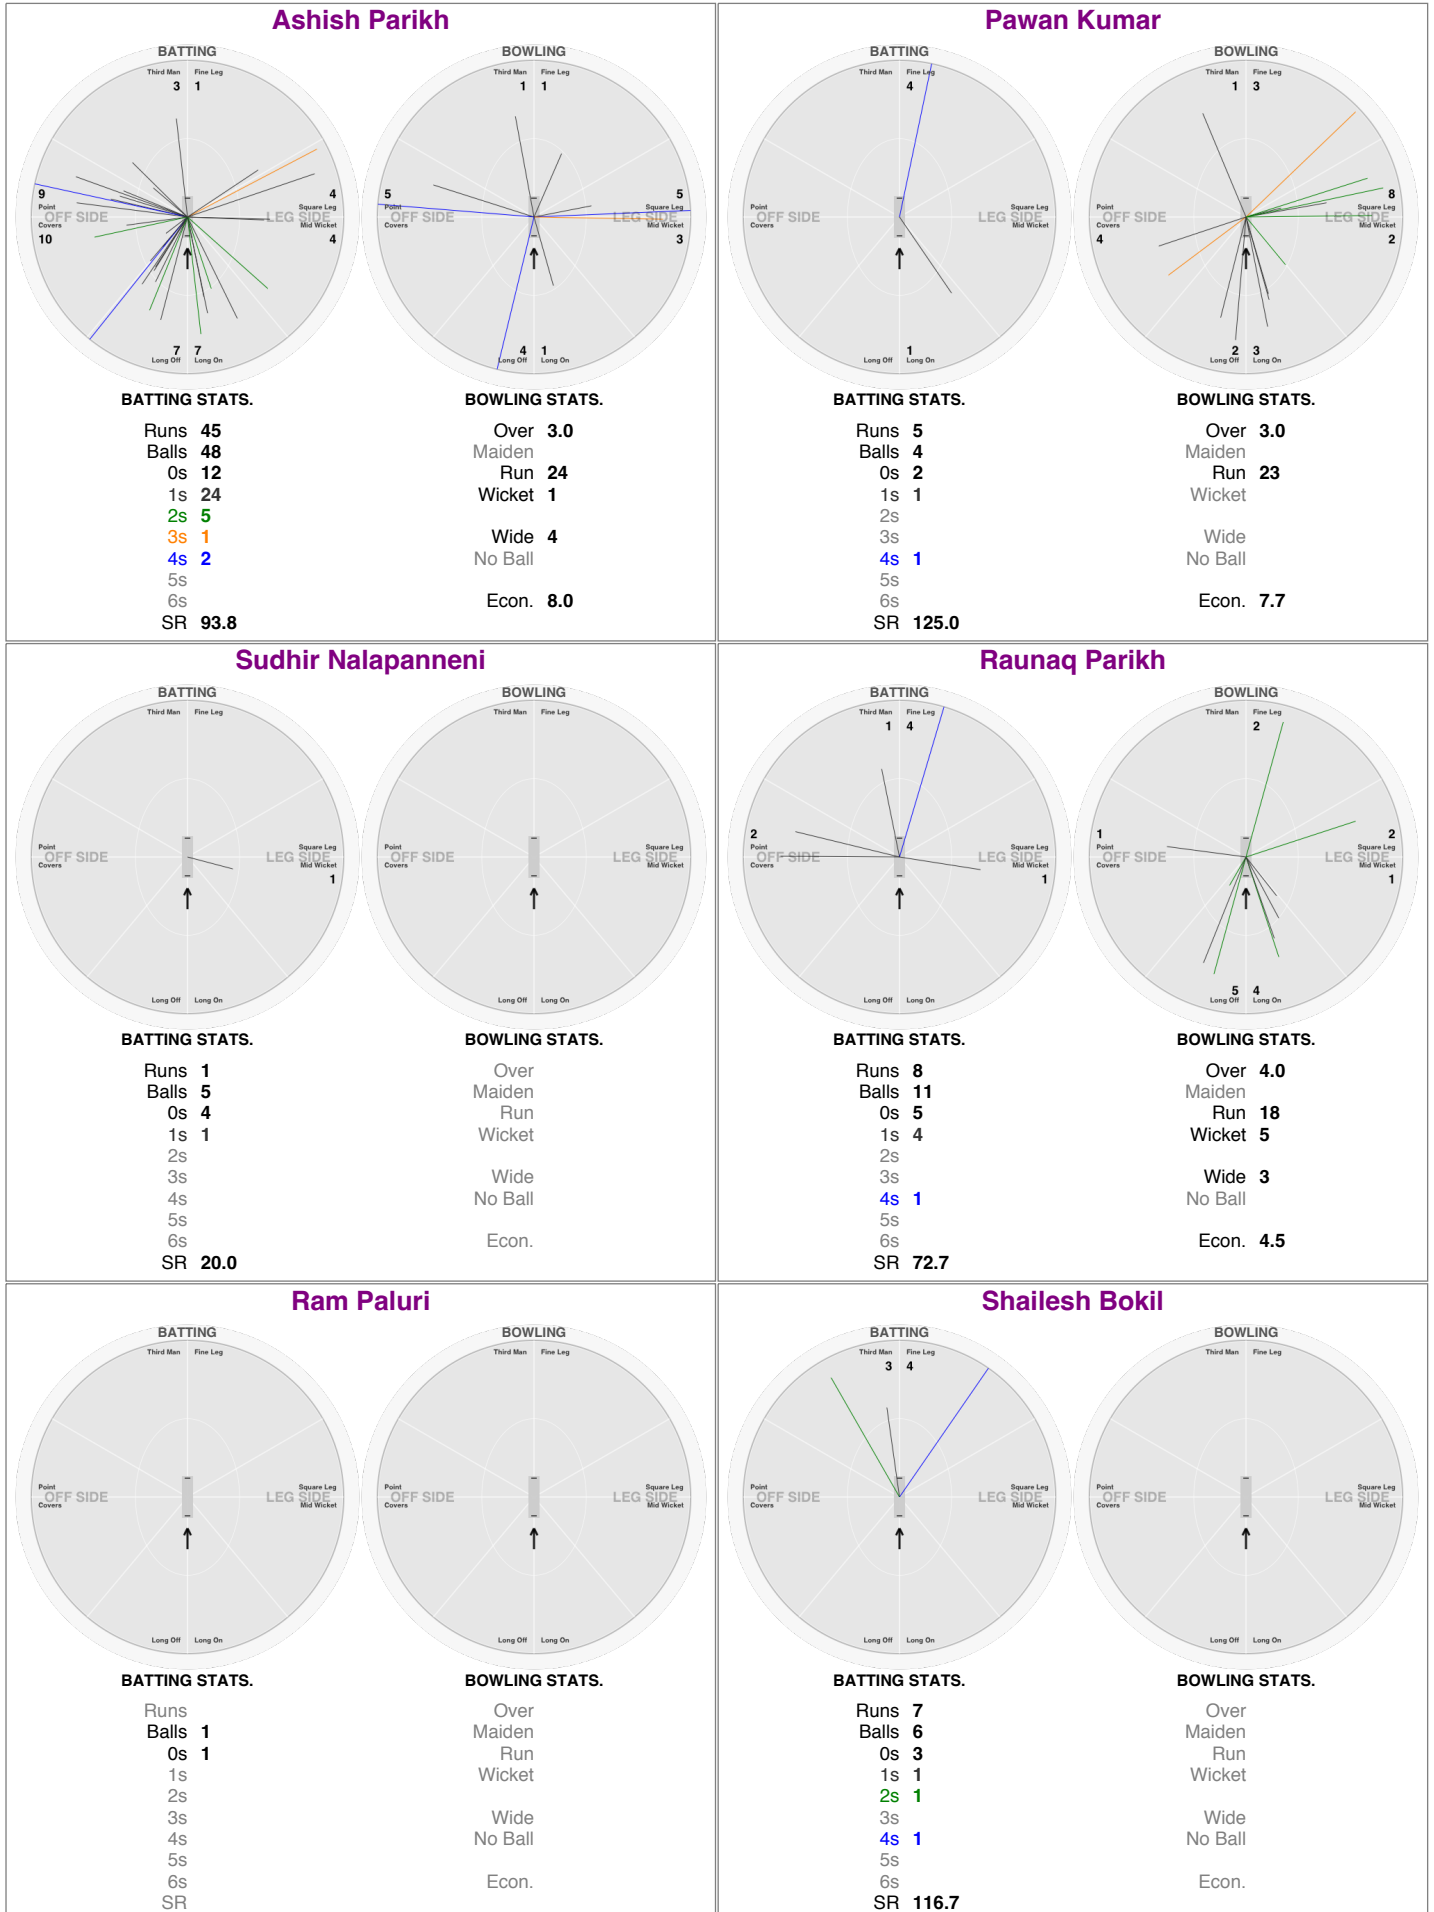 Ashish Parikh
BATTING
BOWLING
Third Man Fine Leg
3 1
Third Man Fine Leg
1 1
9
4
Point
Square Leg
OFF SIDE
LEG SIDE
Covers
Mid Wicket
10
4
5
5
Point
Square Leg
OFF SIDE
LEG SIDE
Covers
Mid Wicket
3
7 7
Long Off Long On
4 1
Long Off Long On
BATTING STATS.
BOWLING STATS.
Runs 45
Over 3.0
Balls 48
Maiden
0s 12
Run 24
1s 24
Wicket 1
2s 5
3s 1
Wide 4
4s 2
No Ball
5s
6s
Econ. 8.0
SR 93.8
Pawan Kumar
BATTING
BOWLING
Third Man Fine Leg
4
Third Man Fine Leg
1 3
Point
Square Leg
OFF SIDE
LEG SIDE
Covers
Mid Wicket
8
Point
Square Leg
OFF SIDE
LEG SIDE
Covers
Mid Wicket
4
2
1
Long Off Long On
2 3
Long Off Long On
BATTING STATS.
BOWLING STATS.
Runs 5
Over 3.0
Balls 4
Maiden
0s 2
Run 23
1s 1
Wicket
2s
3s
Wide
4s 1
No Ball
5s
6s
Econ. 7.7
SR 125.0
Sudhir Nalapanneni
BATTING
BOWLING
Third Man Fine Leg
Third Man Fine Leg
Point
Square Leg
OFF SIDE
LEG SIDE
Covers
Mid Wicket
1
Point
Square Leg
OFF SIDE
LEG SIDE
Covers
Mid Wicket
Long Off Long On
Long Off Long On
BATTING STATS.
BOWLING STATS.
Runs 1
Over
Balls 5
Maiden
0s 4
Run
1s 1
Wicket
2s
3s
Wide
4s
No Ball
5s
6s
Econ.
SR 20.0
Raunaq Parikh
BATTING
BOWLING
Third Man Fine Leg
1 4
Third Man Fine Leg
2
2
Point
Square Leg
OFF SIDE
LEG SIDE
Covers
Mid Wicket
1
1
2
Point
Square Leg
OFF SIDE
LEG SIDE
Covers
Mid Wicket
1
Long Off Long On
5 4
Long Off Long On
BATTING STATS.
BOWLING STATS.
Runs 8
Over 4.0
Balls 11
Maiden
0s 5
Run 18
1s 4
Wicket 5
2s
3s
Wide 3
4s 1
No Ball
5s
6s
Econ. 4.5
SR 72.7
Ram Paluri
BATTING
BOWLING
Third Man Fine Leg
Third Man Fine Leg
Point
Square Leg
OFF SIDE
LEG SIDE
Covers
Mid Wicket
Point
Square Leg
OFF SIDE
LEG SIDE
Covers
Mid Wicket
Long Off Long On
Long Off Long On
BATTING STATS.
BOWLING STATS.
Runs
Over
Balls 1
Maiden
0s 1
Run
1s
Wicket
2s
3s
Wide
4s
No Ball
5s
6s
Econ.
SR
Shailesh Bokil
BATTING
BOWLING
Third Man Fine Leg
3 4
Third Man Fine Leg
Point
Square Leg
OFF SIDE
LEG SIDE
Covers
Mid Wicket
Point
Square Leg
OFF SIDE
LEG SIDE
Covers
Mid Wicket
Long Off Long On
Long Off Long On
BATTING STATS.
BOWLING STATS.
Runs 7
Over
Balls 6
Maiden
0s 3
Run
1s 1
Wicket
2s 1
3s
Wide
4s 1
No Ball
5s
6s
Econ.
SR 116.7